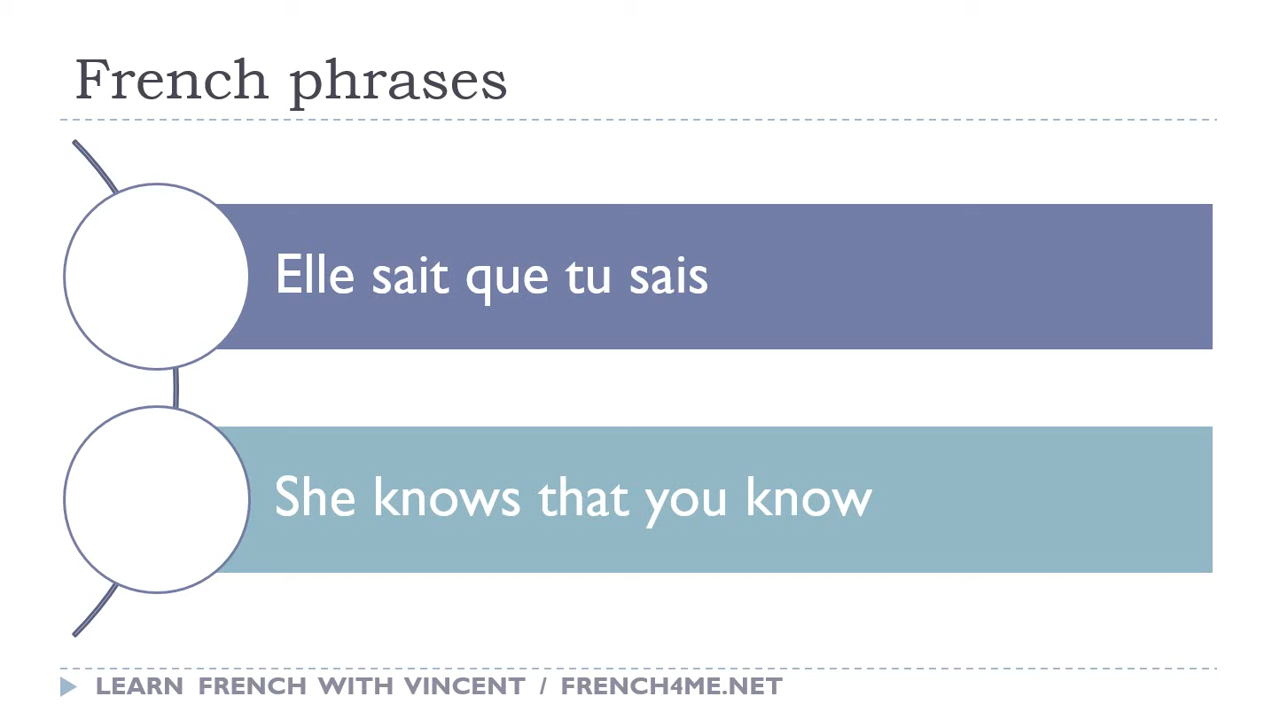 French phrases
Elle sait que tu sais
She knows that you know
LEARN FRENCH WITH VINCENT / FRENCH4ME.NET